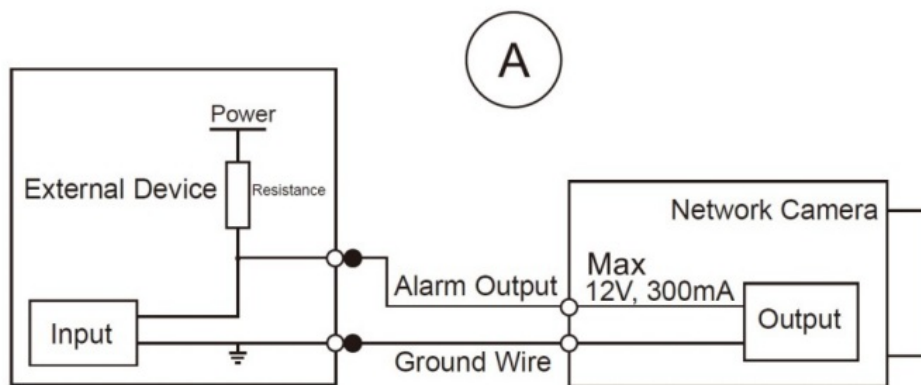 A
Power
External Device
Resistance
Network Camera
Alarm Output
Max
12V, 300mA
Input
Output
Ground Wire